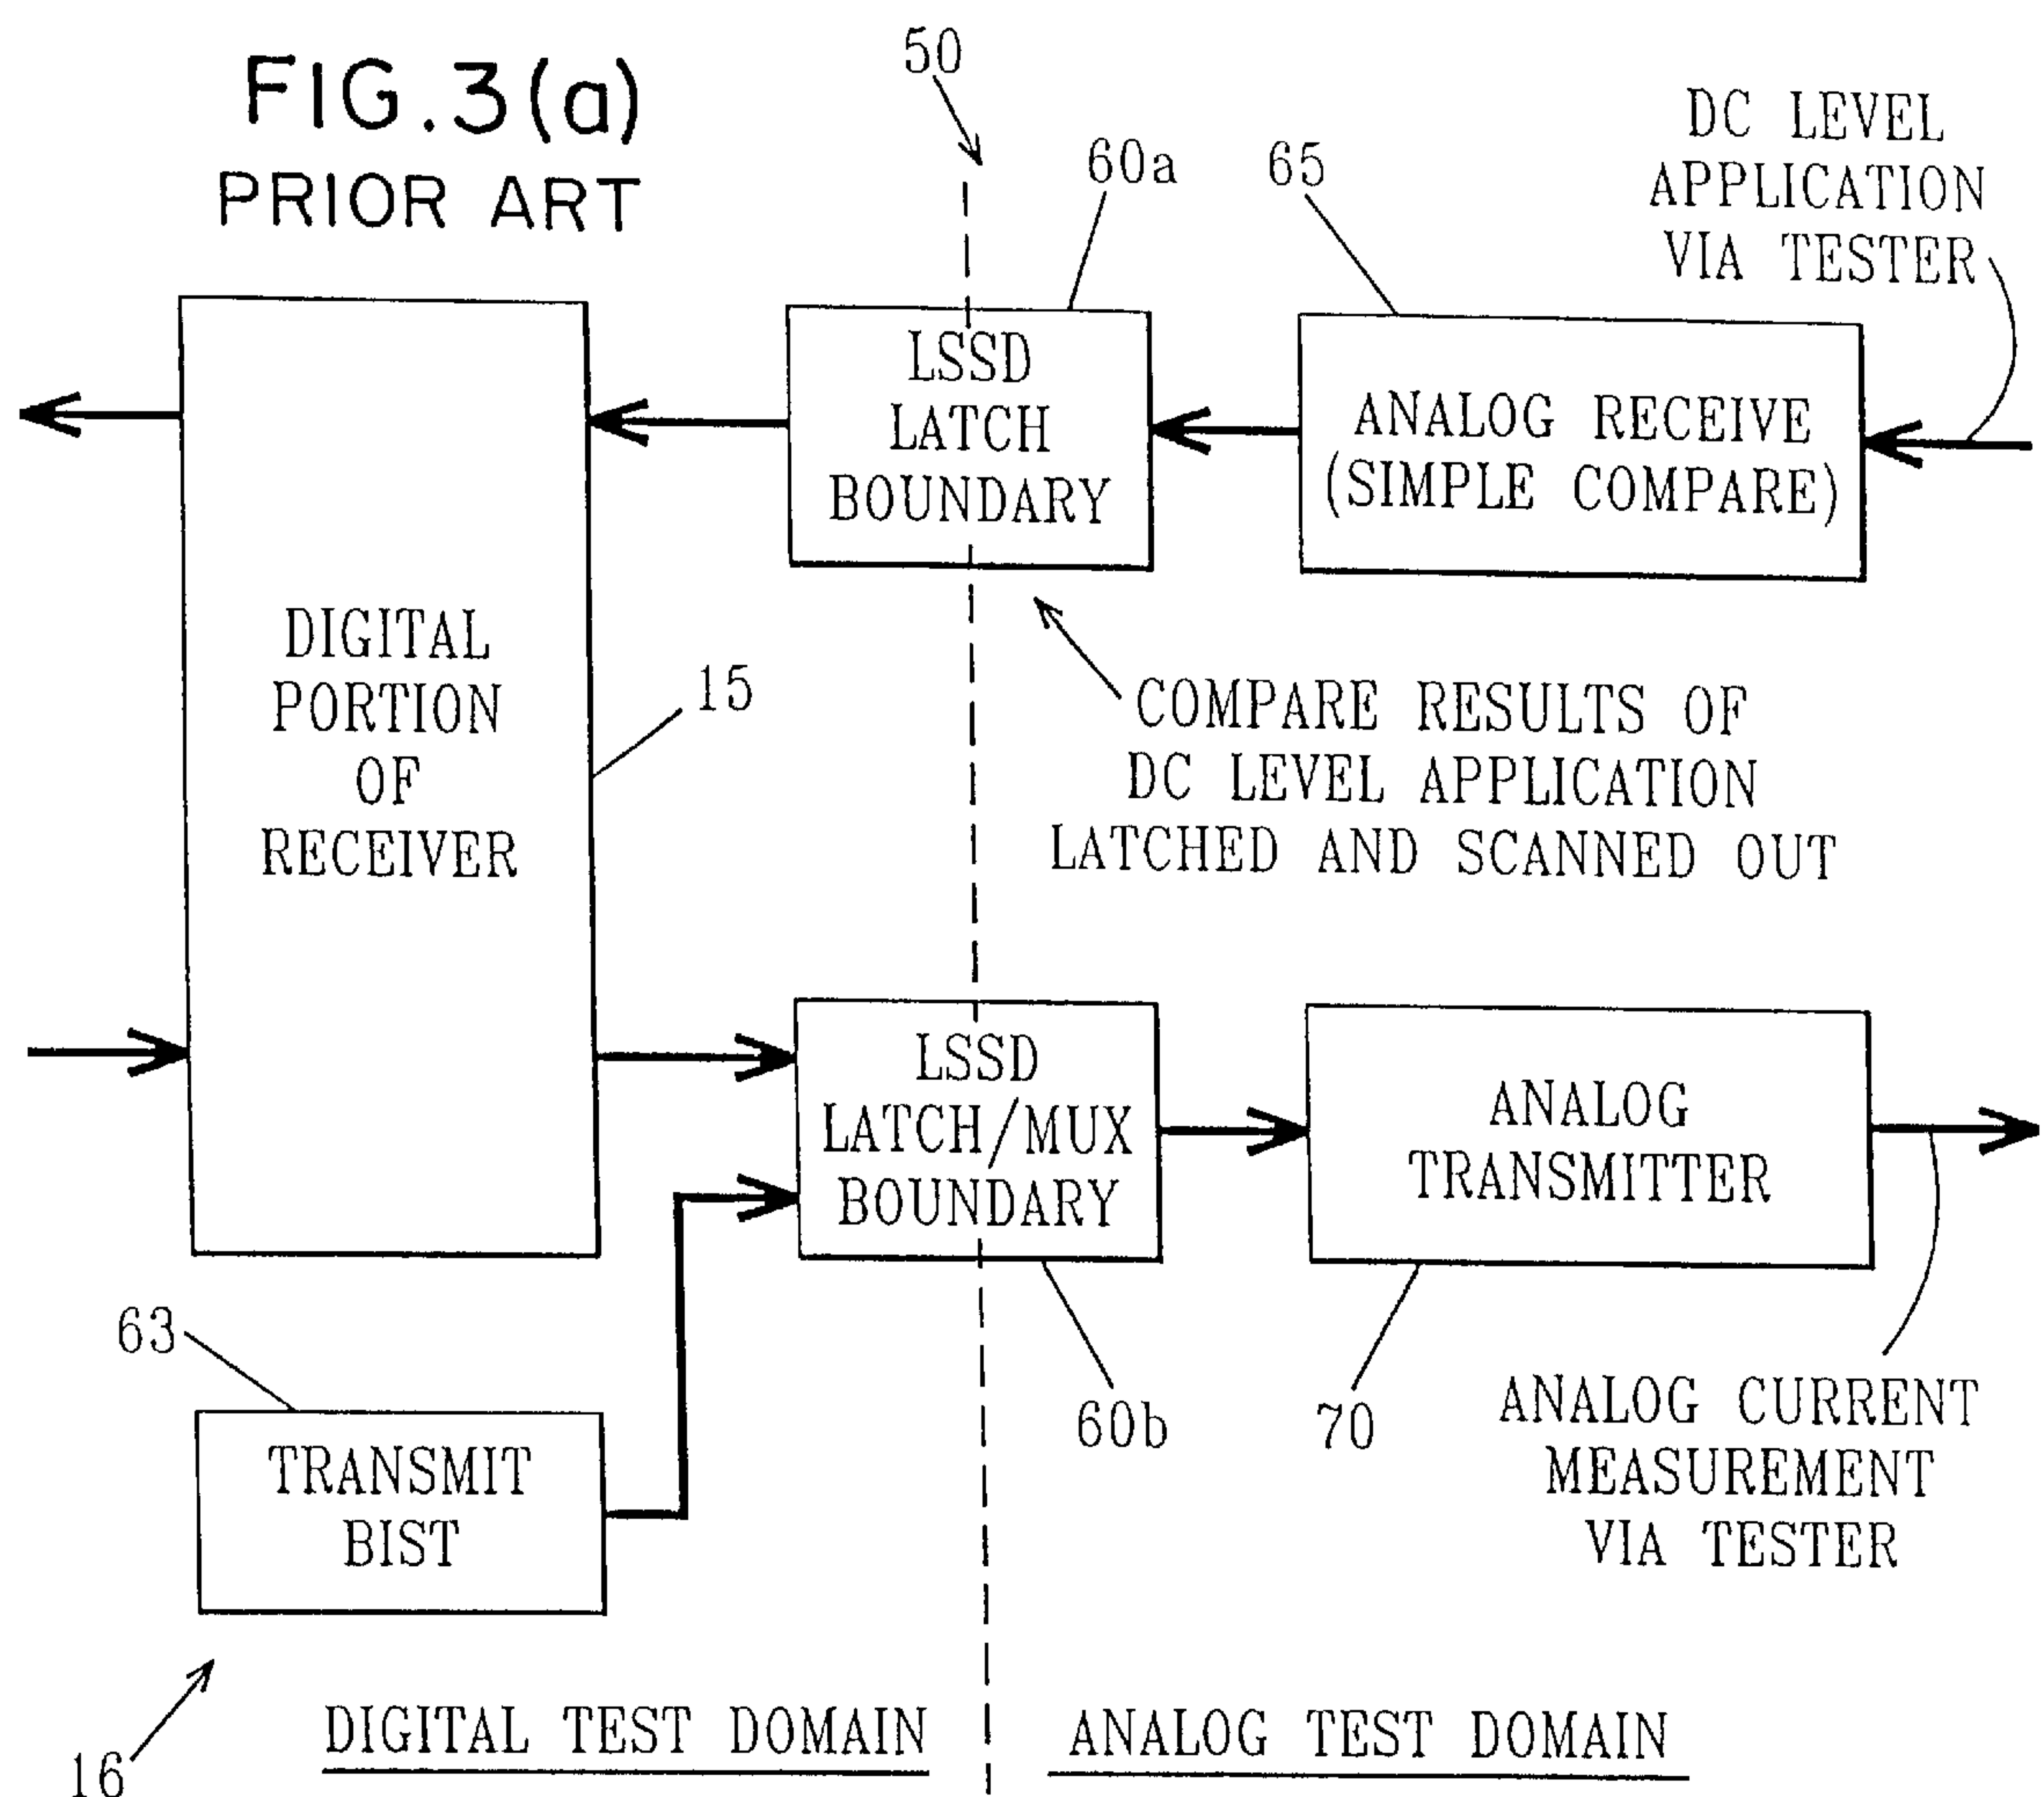 FIG.3(a)
PRIOR ART
50
60a
65
DC LEVEL
APPLICATION
VIA TESTER
LSSD
LATCH
BOUNDARY
ANALOG RECEIVE
(SIMPLE COMPARE)
DIGITAL
PORTION
OF
RECEIVER
15
COMPARE RESULTS OF
DC LEVEL APPLICATION
LATCHED AND SCANNED OUT
LSSD
LATCH/MUX
BOUNDARY
ANALOG
TRANSMITTER
63
TRANSMIT
BIST
60b
70
ANALOG CURRENT
MEASUREMENT
VIA TESTER
16
DIGITAL TEST DOMAIN
ANALOG TEST DOMAIN